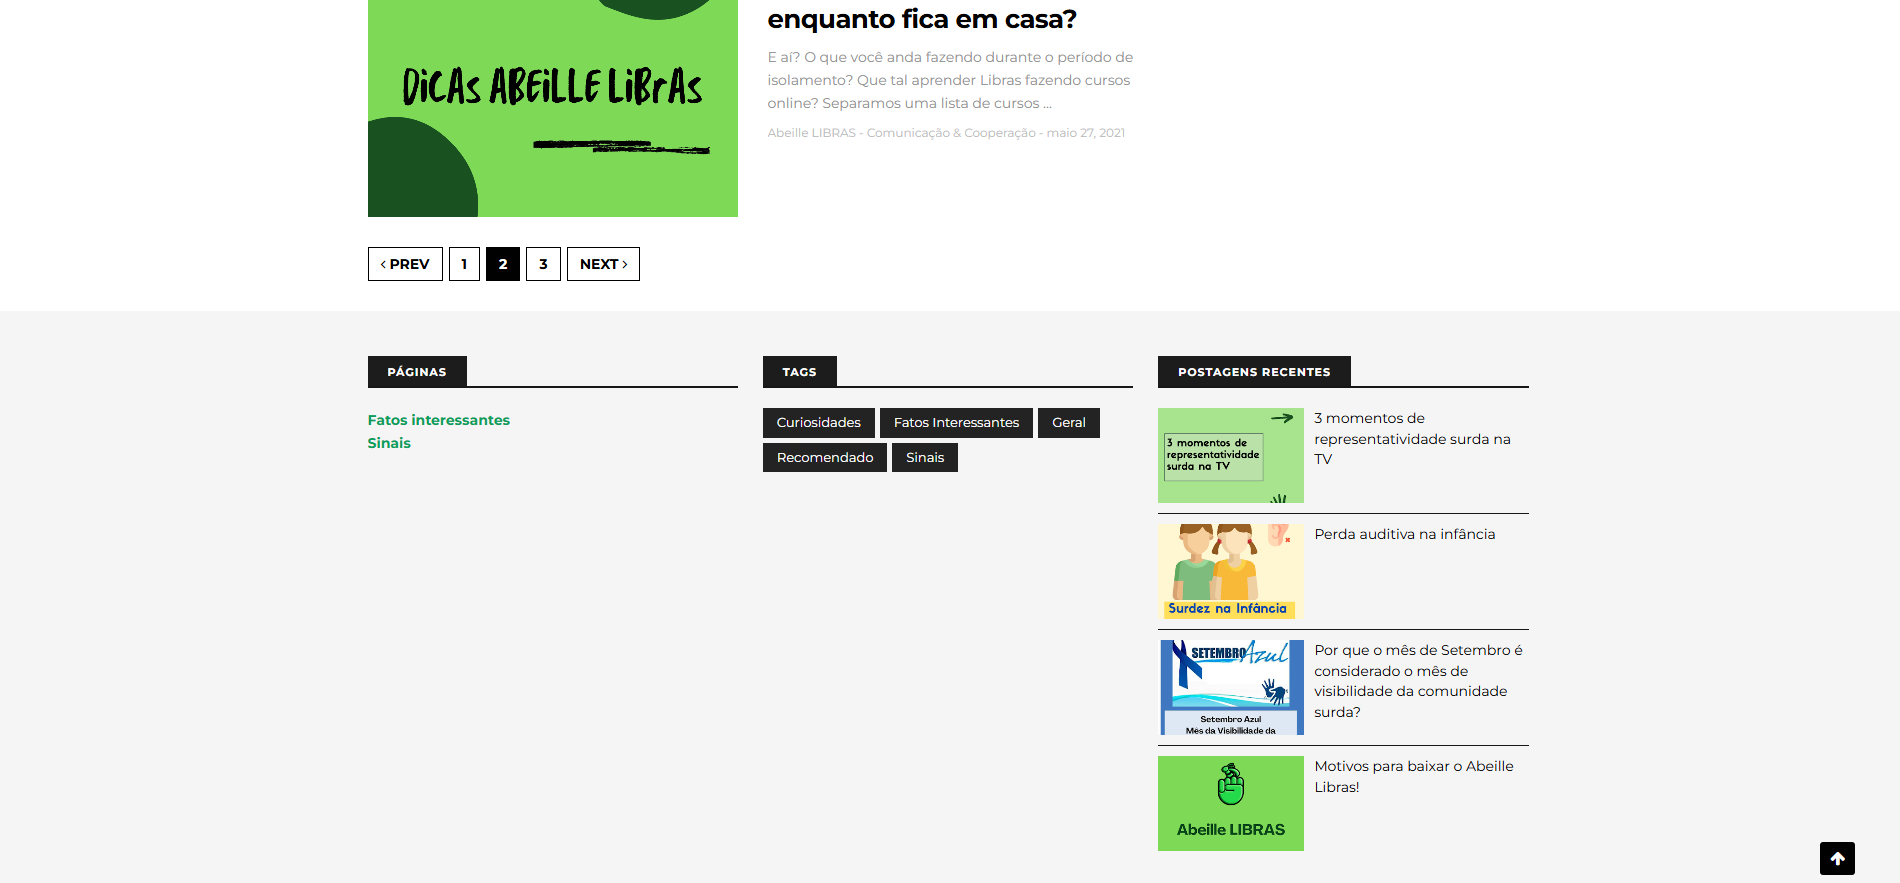 DiCAs ABEiLLE LiBrAs
enquanto fica em casa?
E aí? O que você anda fazendo durante o período de
isolamento? Que tal aprender Libras fazendo cursos
online? Separamos uma lista de cursos ...
Abeille LIBRAS - Comunicação & Cooperação - maio 27, 2021
‹ PREV 1 2 3 NEXT ›
PÁGINAS
Fatos interessantes
Sinais
TAGS
Curiosidades Fatos Interessantes Geral
Recomendado Sinais
POSTAGENS RECENTES
3 momentos de
representatividade
surda na TV
3 momentos de
representatividade surda na
TV
Surdez na Infância
Perda auditiva na infância
SETEMBRO Azul
Setembro Azul
Mês da Visibilidade da
Por que o mês de Setembro é
considerado o mês de
visibilidade da comunidade
surda?
Abeille LIBRAS
Motivos para baixar o Abeille
Libras!